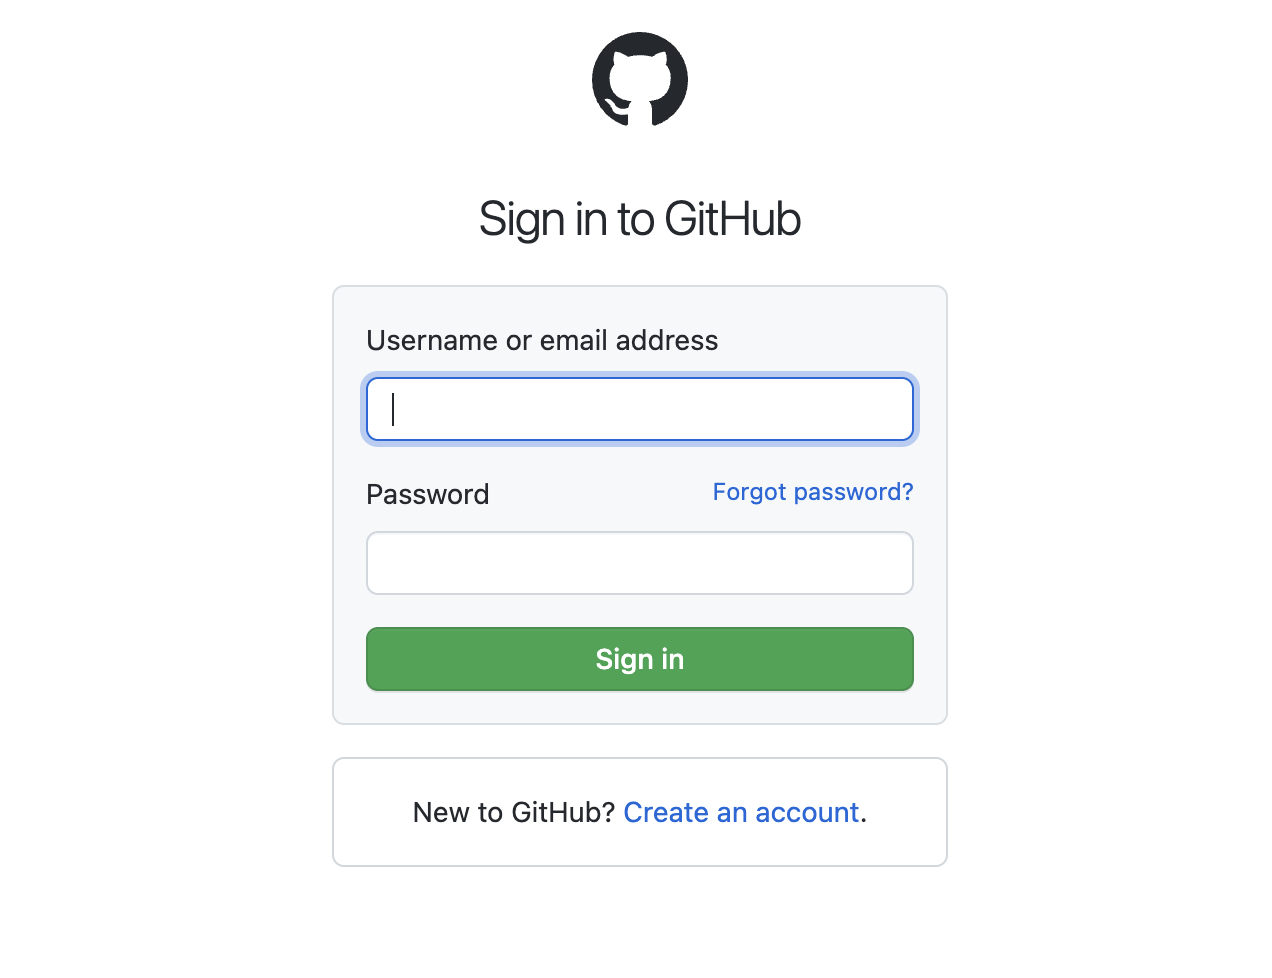 Sign in to GitHub
Username or email address
Password
Forgot password?
Sign in
New to GitHub? Create an account.